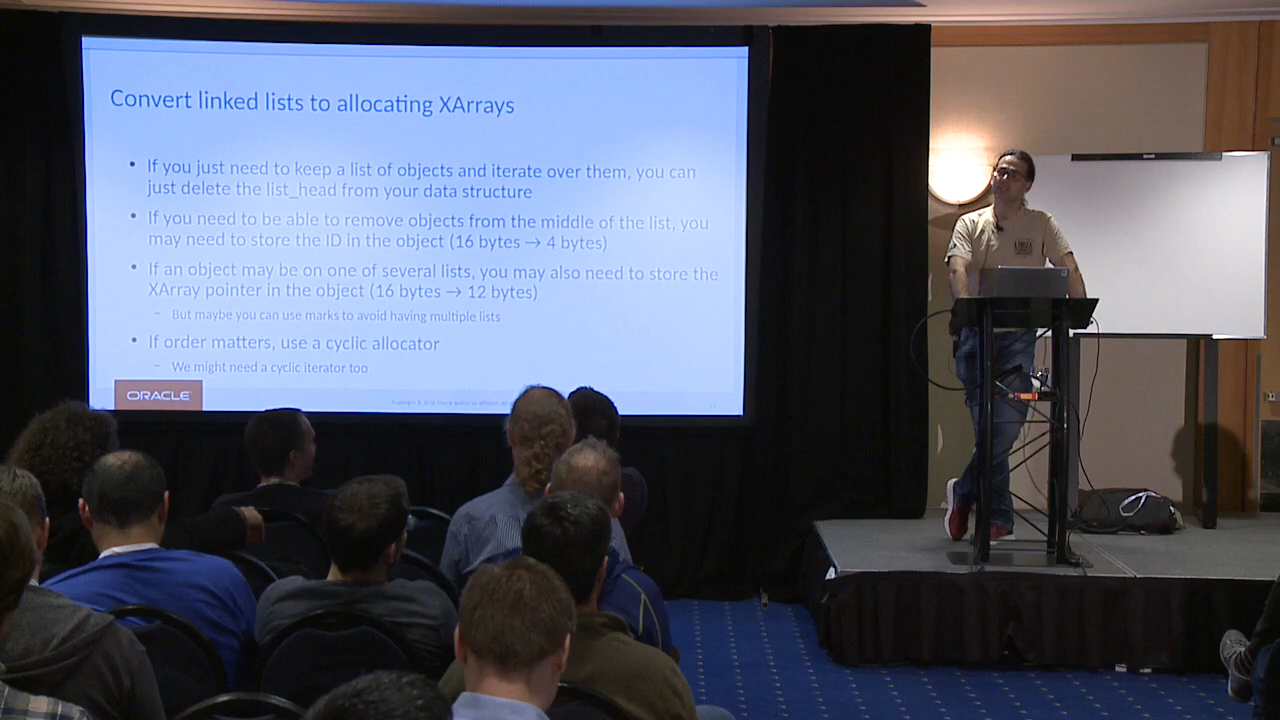 Convert linked lists to allocating XArrays
• If you just need to keep a list of objects and iterate over them, you can
just delete the list_head from your data structure
• If you need to be able to remove objects from the middle of the list, you
may need to store the ID in the object (16 bytes → 4 bytes)
• If an object may be on one of several lists, you may also need to store the
XArray pointer in the object (16 bytes → 12 bytes)
– But maybe you can use marks to avoid having multiple lists
• If order matters, use a cyclic allocator
– We might need a cyclic iterator too
ORACLE
LINUX